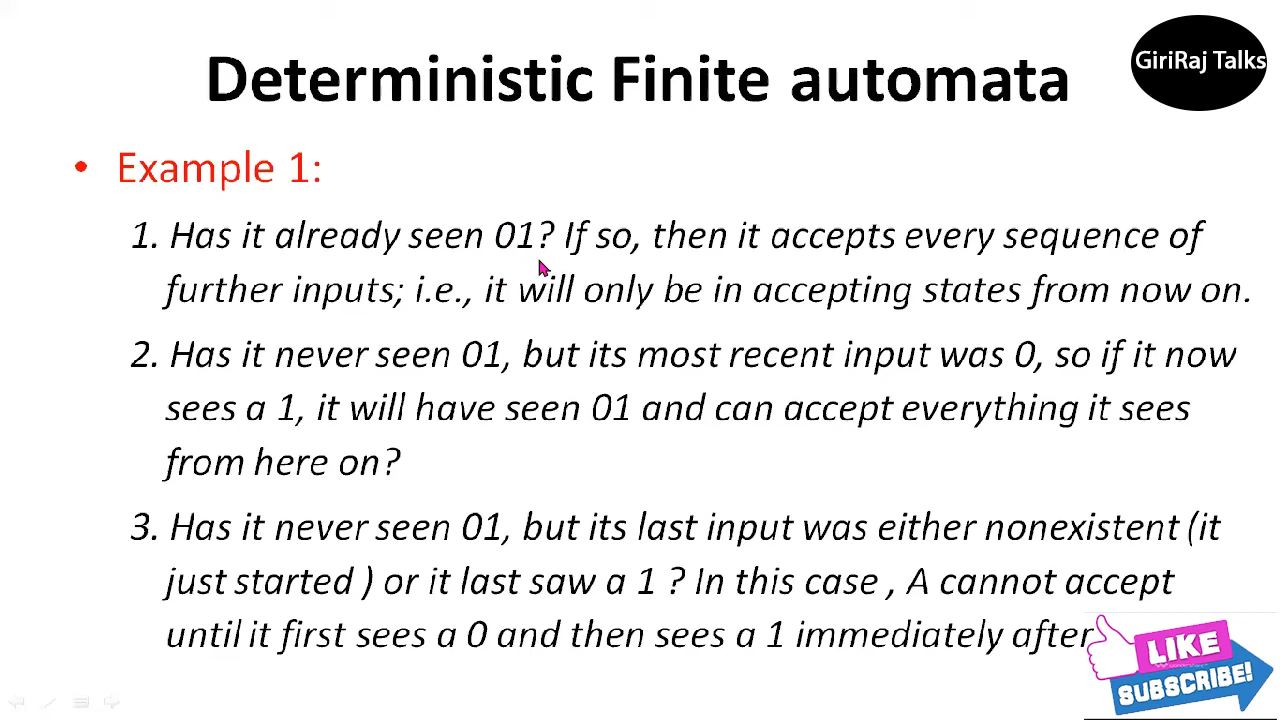 GiriRaj Talks
Deterministic Finite automata
• Example 1:
1. Has it already seen 01? If so, then it accepts every sequence of
further inputs; i.e., it will only be in accepting states from now on.
2. Has it never seen 01, but its most recent input was 0, so if it now
sees a 1, it will have seen 01 and can accept everything it sees
from here on?
3. Has it never seen 01, but its last input was either nonexistent (it
just started ) or it last saw a 1 ? In this case , A cannot accept
until it first sees a 0 and then sees a 1 immediately after
LIKE
SUBSCRIBE!